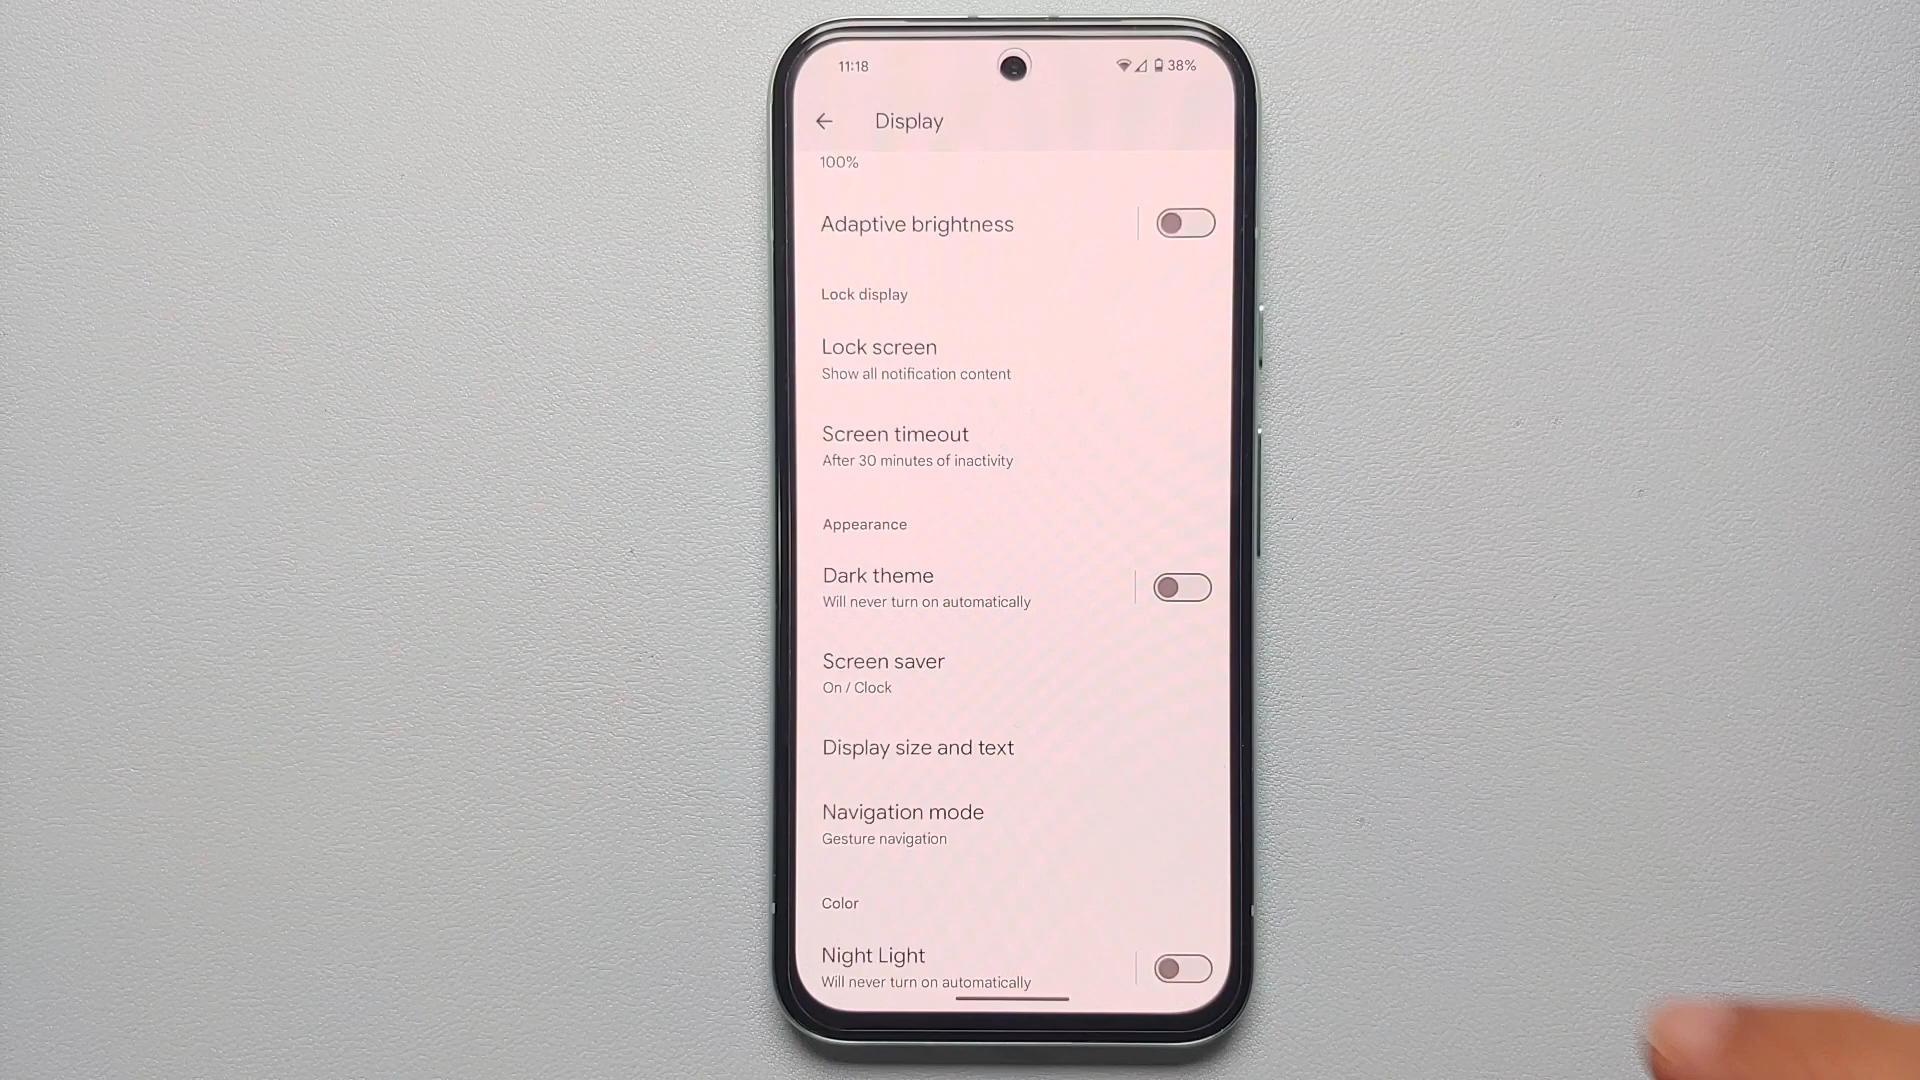 11:18
38%
Display
100%
Adaptive brightness
Lock display
Lock screen
Show all notification content
Screen timeout
After 30 minutes of inactivity
Appearance
Dark theme
Will never turn on automatically
Screen saver
On / Clock
Display size and text
Navigation mode
Gesture navigation
Color
Night Light
Will never turn on automatically